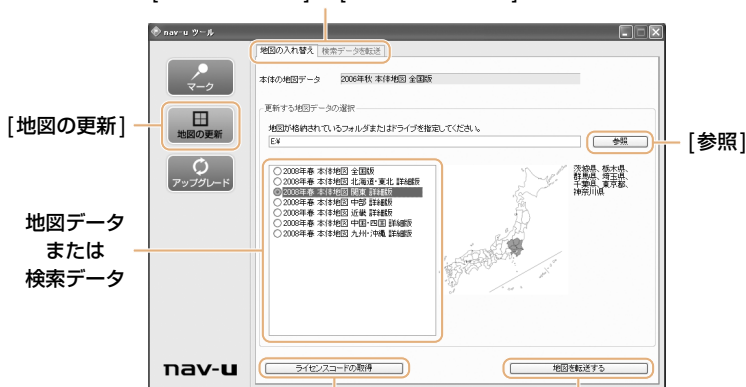 nav-u ツール
地図の入れ替え 検索データを転送
マーク
本体の地図データ 2006年秋 本体地図 全国版
更新する地図データの選択
[地図の更新]
地図の更新
地図が格納されているフォルダまたはドライブを指定してください。
E:¥
参照
[参照]
アップグレード
2008年春 本体地図 全国版
2008年春 本体地図 北海道・東北 詳細版
2008年春 本体地図 関東 詳細版
2008年春 本体地図 中部 詳細版
2008年春 本体地図 近畿 詳細版
2008年春 本体地図 中国・四国 詳細版
2008年春 本体地図 九州・沖縄 詳細版
茨城県、栃木県、
群馬県、埼玉県、
千葉県、東京都、
神奈川県
地図データ
または
検索データ
nav-u
ライセンスコードの取得
地図を転送する